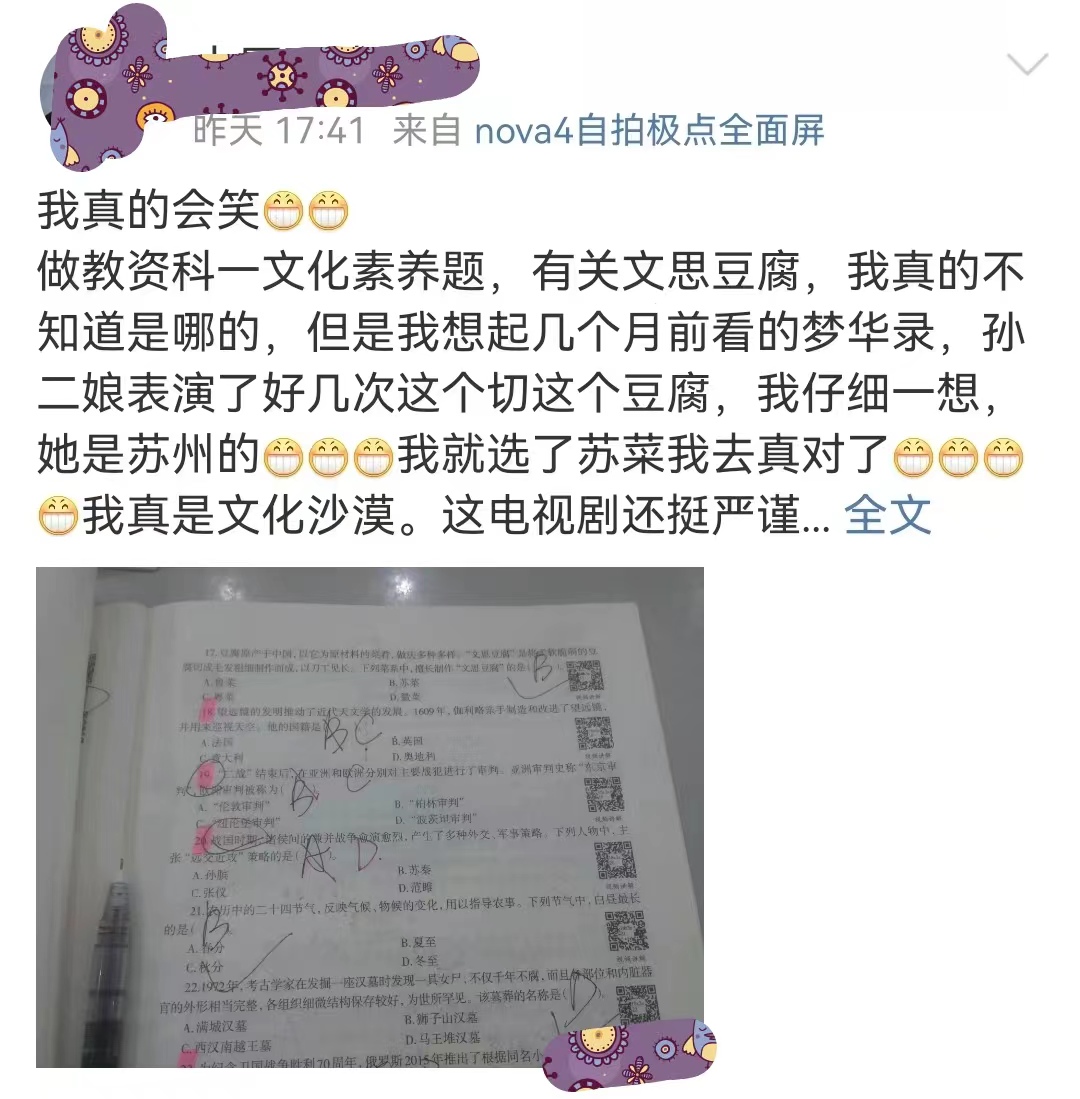 昨天 17:41 来自 nova4自拍极点全面屏
我真的会笑😁😁
做教资科一文化素养题，有关文思豆腐，我真的不
知道是哪的，但是我想起几个月前看的梦华录，孙
二娘表演了好几次这个切这个豆腐，我仔细一想，
她是苏州的😁😁😁我就选了苏菜我去真对了😁😁😁
😁我真是文化沙漠。这电视剧还挺严谨... 全文
17.豆腐原产于中国，以它为原材料的菜肴，做法多种多样。“文思豆腐”是将 软脆嫩的豆
腐切成毛发粗细制作而成，以刀工见长。下列菜系中，擅长制作“文思豆腐”的是( B )。
A.鲁菜 B.苏菜
C.粤菜 D.徽菜
18.望远镜的发明推动了近代天文学的发展。1609年，伽利略亲手制造和改进了望远镜，
并用来巡视天空。他的国籍是 B C
A.法国 B.英国
C.意大利 D.奥地利
19.“二战”结束后，在亚洲和欧洲分别对主要战犯进行了审判。亚洲审判史称“东京审
判”，欧洲审判被称为( B C
A.“伦敦审判” B.“柏林审判”
C.“纽伦堡审判” D.“波茨坦审判”
20.战国时期，诸侯间的兼并战争愈演愈烈，产生了多种外交、军事策略。下列人物中，主
张“远交近攻”策略的是( A )。 D.
A.孙膑 B.苏秦
C.张仪 D.范雎
21.农历中的二十四节气，反映气候、物候的变化，用以指导农事。下列节气中，白昼最长
的是( B )。
A.春分 B.夏至
C.秋分 D.冬至
22.1972年，考古学家在发掘一座汉墓时发现一具女尸，不仅千年不腐，而且外部位和内脏器
官的外形相当完整，各组织细微结构保存较好，为世所罕见。该墓葬的名称是( D )。
A.满城汉墓 B.狮子山汉墓
C.西汉南越王墓 D.马王堆汉墓
23.为纪念卫国战争胜利70周年，俄罗斯2015年推出了根据同名小